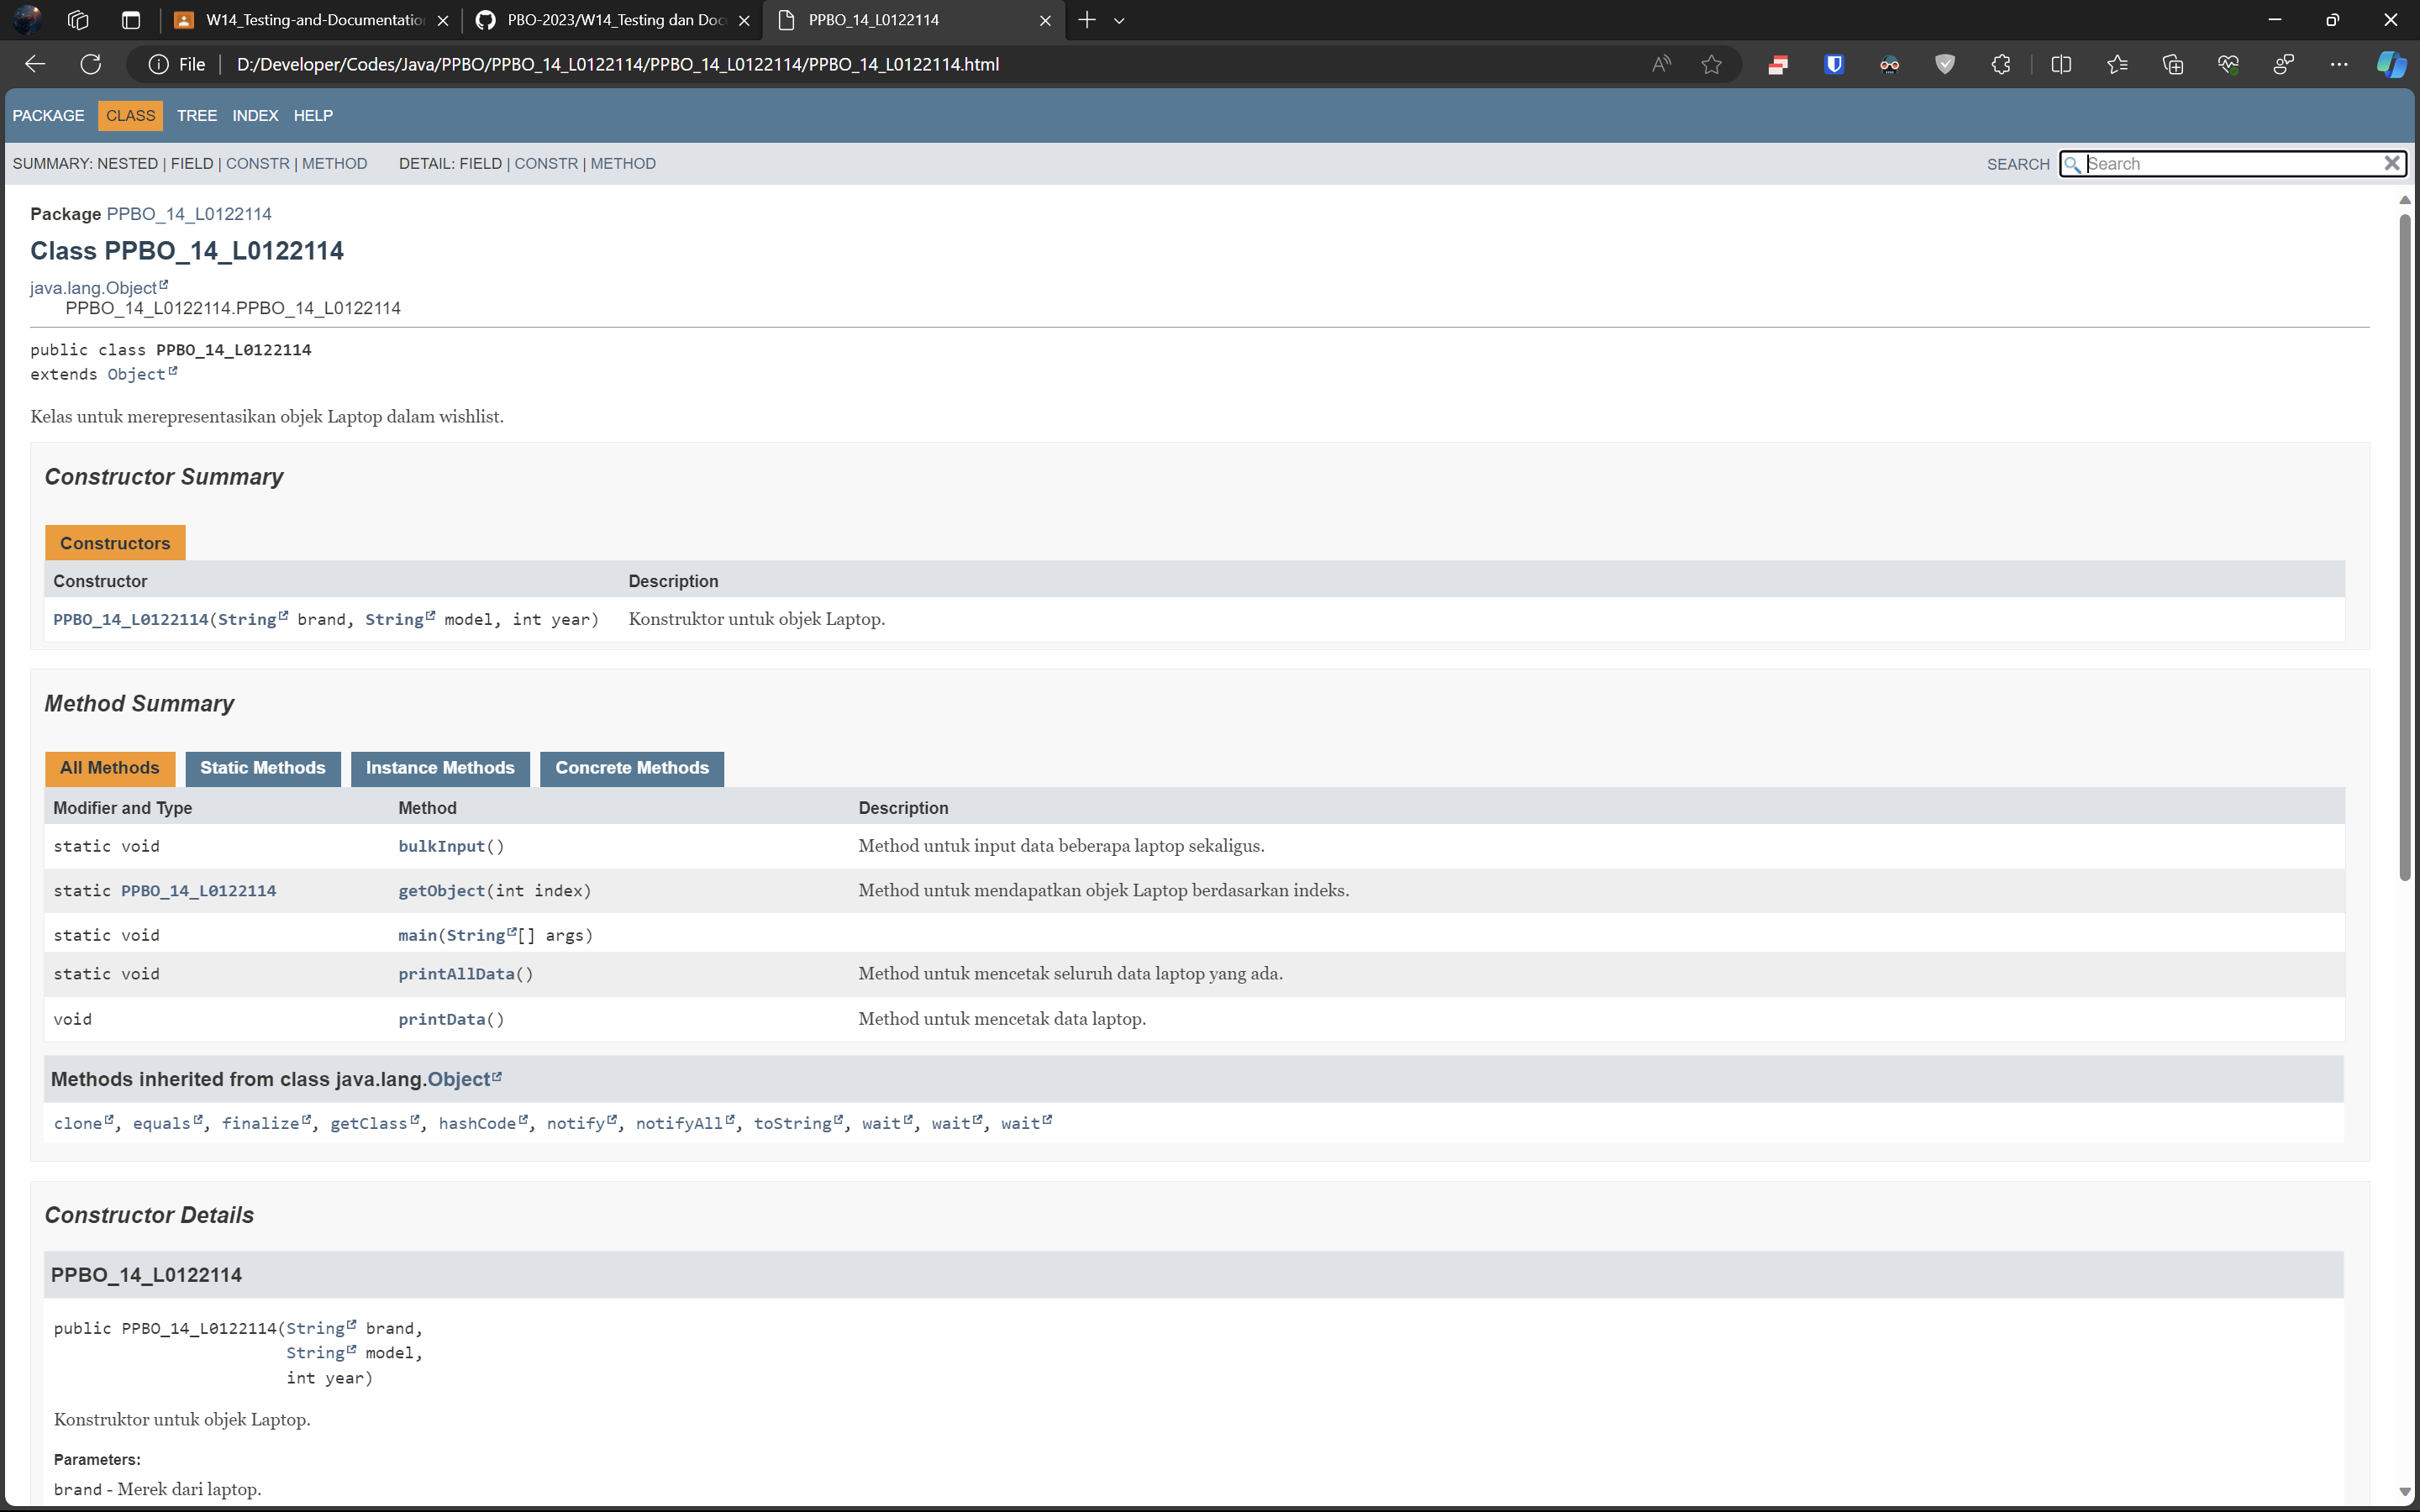 W14_Testing-and-Documentatio
PBO-2023/W14_Testing dan Doc
PPBO_14_L0122114
File
D:/Developer/Codes/Java/PPBO/PPBO_14_L0122114/PPBO_14_L0122114/PPBO_14_L0122114.html
PACKAGE CLASS TREE INDEX HELP
SUMMARY: NESTED | FIELD | CONSTR | METHOD DETAIL: FIELD | CONSTR | METHOD
SEARCH Search
Package PPBO_14_L0122114
Class PPBO_14_L0122114
java.lang.Object
PPBO_14_L0122114.PPBO_14_L0122114
public class PPBO_14_L0122114
extends Object
Kelas untuk merepresentasikan objek Laptop dalam wishlist.
Constructor Summary
Constructors
Constructor Description
PPBO_14_L0122114(String brand, String model, int year) Konstruktor untuk objek Laptop.
Method Summary
All Methods Static Methods Instance Methods Concrete Methods
Modifier and Type Method Description
static void bulkInput() Method untuk input data beberapa laptop sekaligus.
static PPBO_14_L0122114 getObject(int index) Method untuk mendapatkan objek Laptop berdasarkan indeks.
static void main(String[] args)
static void printAllData() Method untuk mencetak seluruh data laptop yang ada.
void printData() Method untuk mencetak data laptop.
Methods inherited from class java.lang.Object
clone, equals, finalize, getClass, hashCode, notify, notifyAll, toString, wait, wait, wait
Constructor Details
PPBO_14_L0122114
public PPBO_14_L0122114(String brand,
String model,
int year)
Konstruktor untuk objek Laptop.
Parameters:
brand - Merek dari laptop.